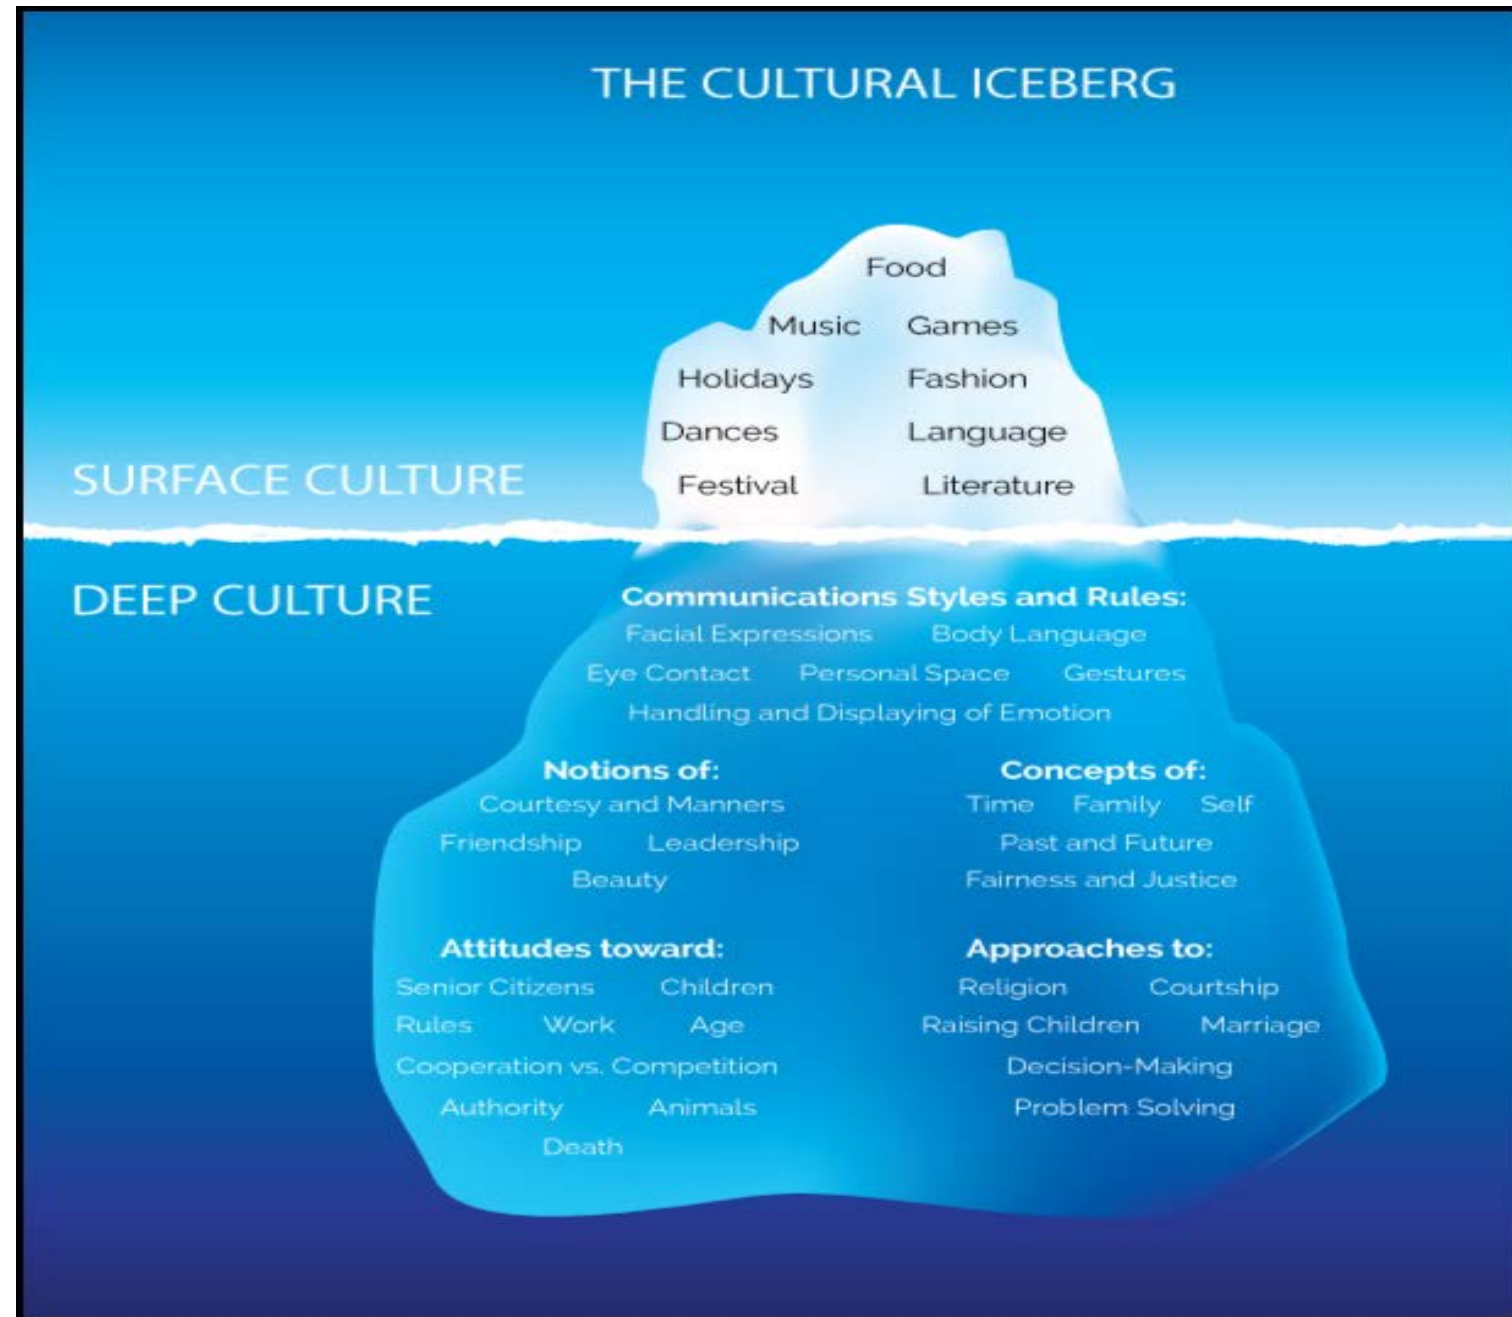 THE CULTURAL ICEBERG
Food
Music Games
Holidays Fashion
Dances Language
SURFACE CULTURE
Festival Literature
DEEP CULTURE
Communications Styles and Rules:
Facial Expressions Body Language
Eye Contact Personal Space Gestures
Handling and Displaying of Emotion
Notions of:
Courtesy and Manners
Friendship Leadership
Beauty
Concepts of:
Time Family Self
Past and Future
Fairness and Justice
Attitudes toward:
Senior Citizens Children
Rules Work Age
Cooperation vs. Competition
Authority Animals
Death
Approaches to:
Religion Courtship
Raising Children Marriage
Decision-Making
Problem Solving